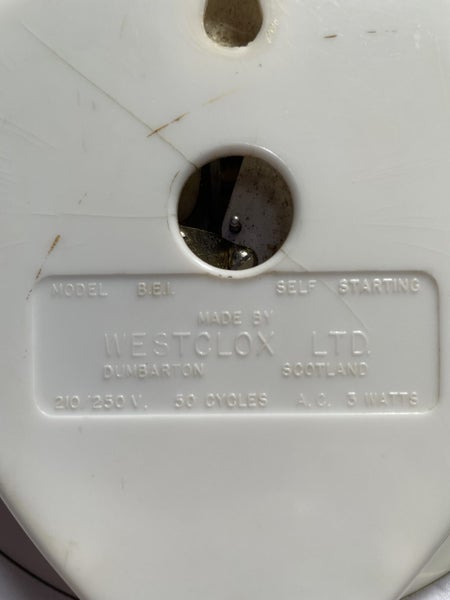 MODEL B.E.I. SELF STARTING
MADE BY
WESTCLOX LTD.
DUMBARTON SCOTLAND
210/250 V. 50 CYCLES A.C. 3 WATTS